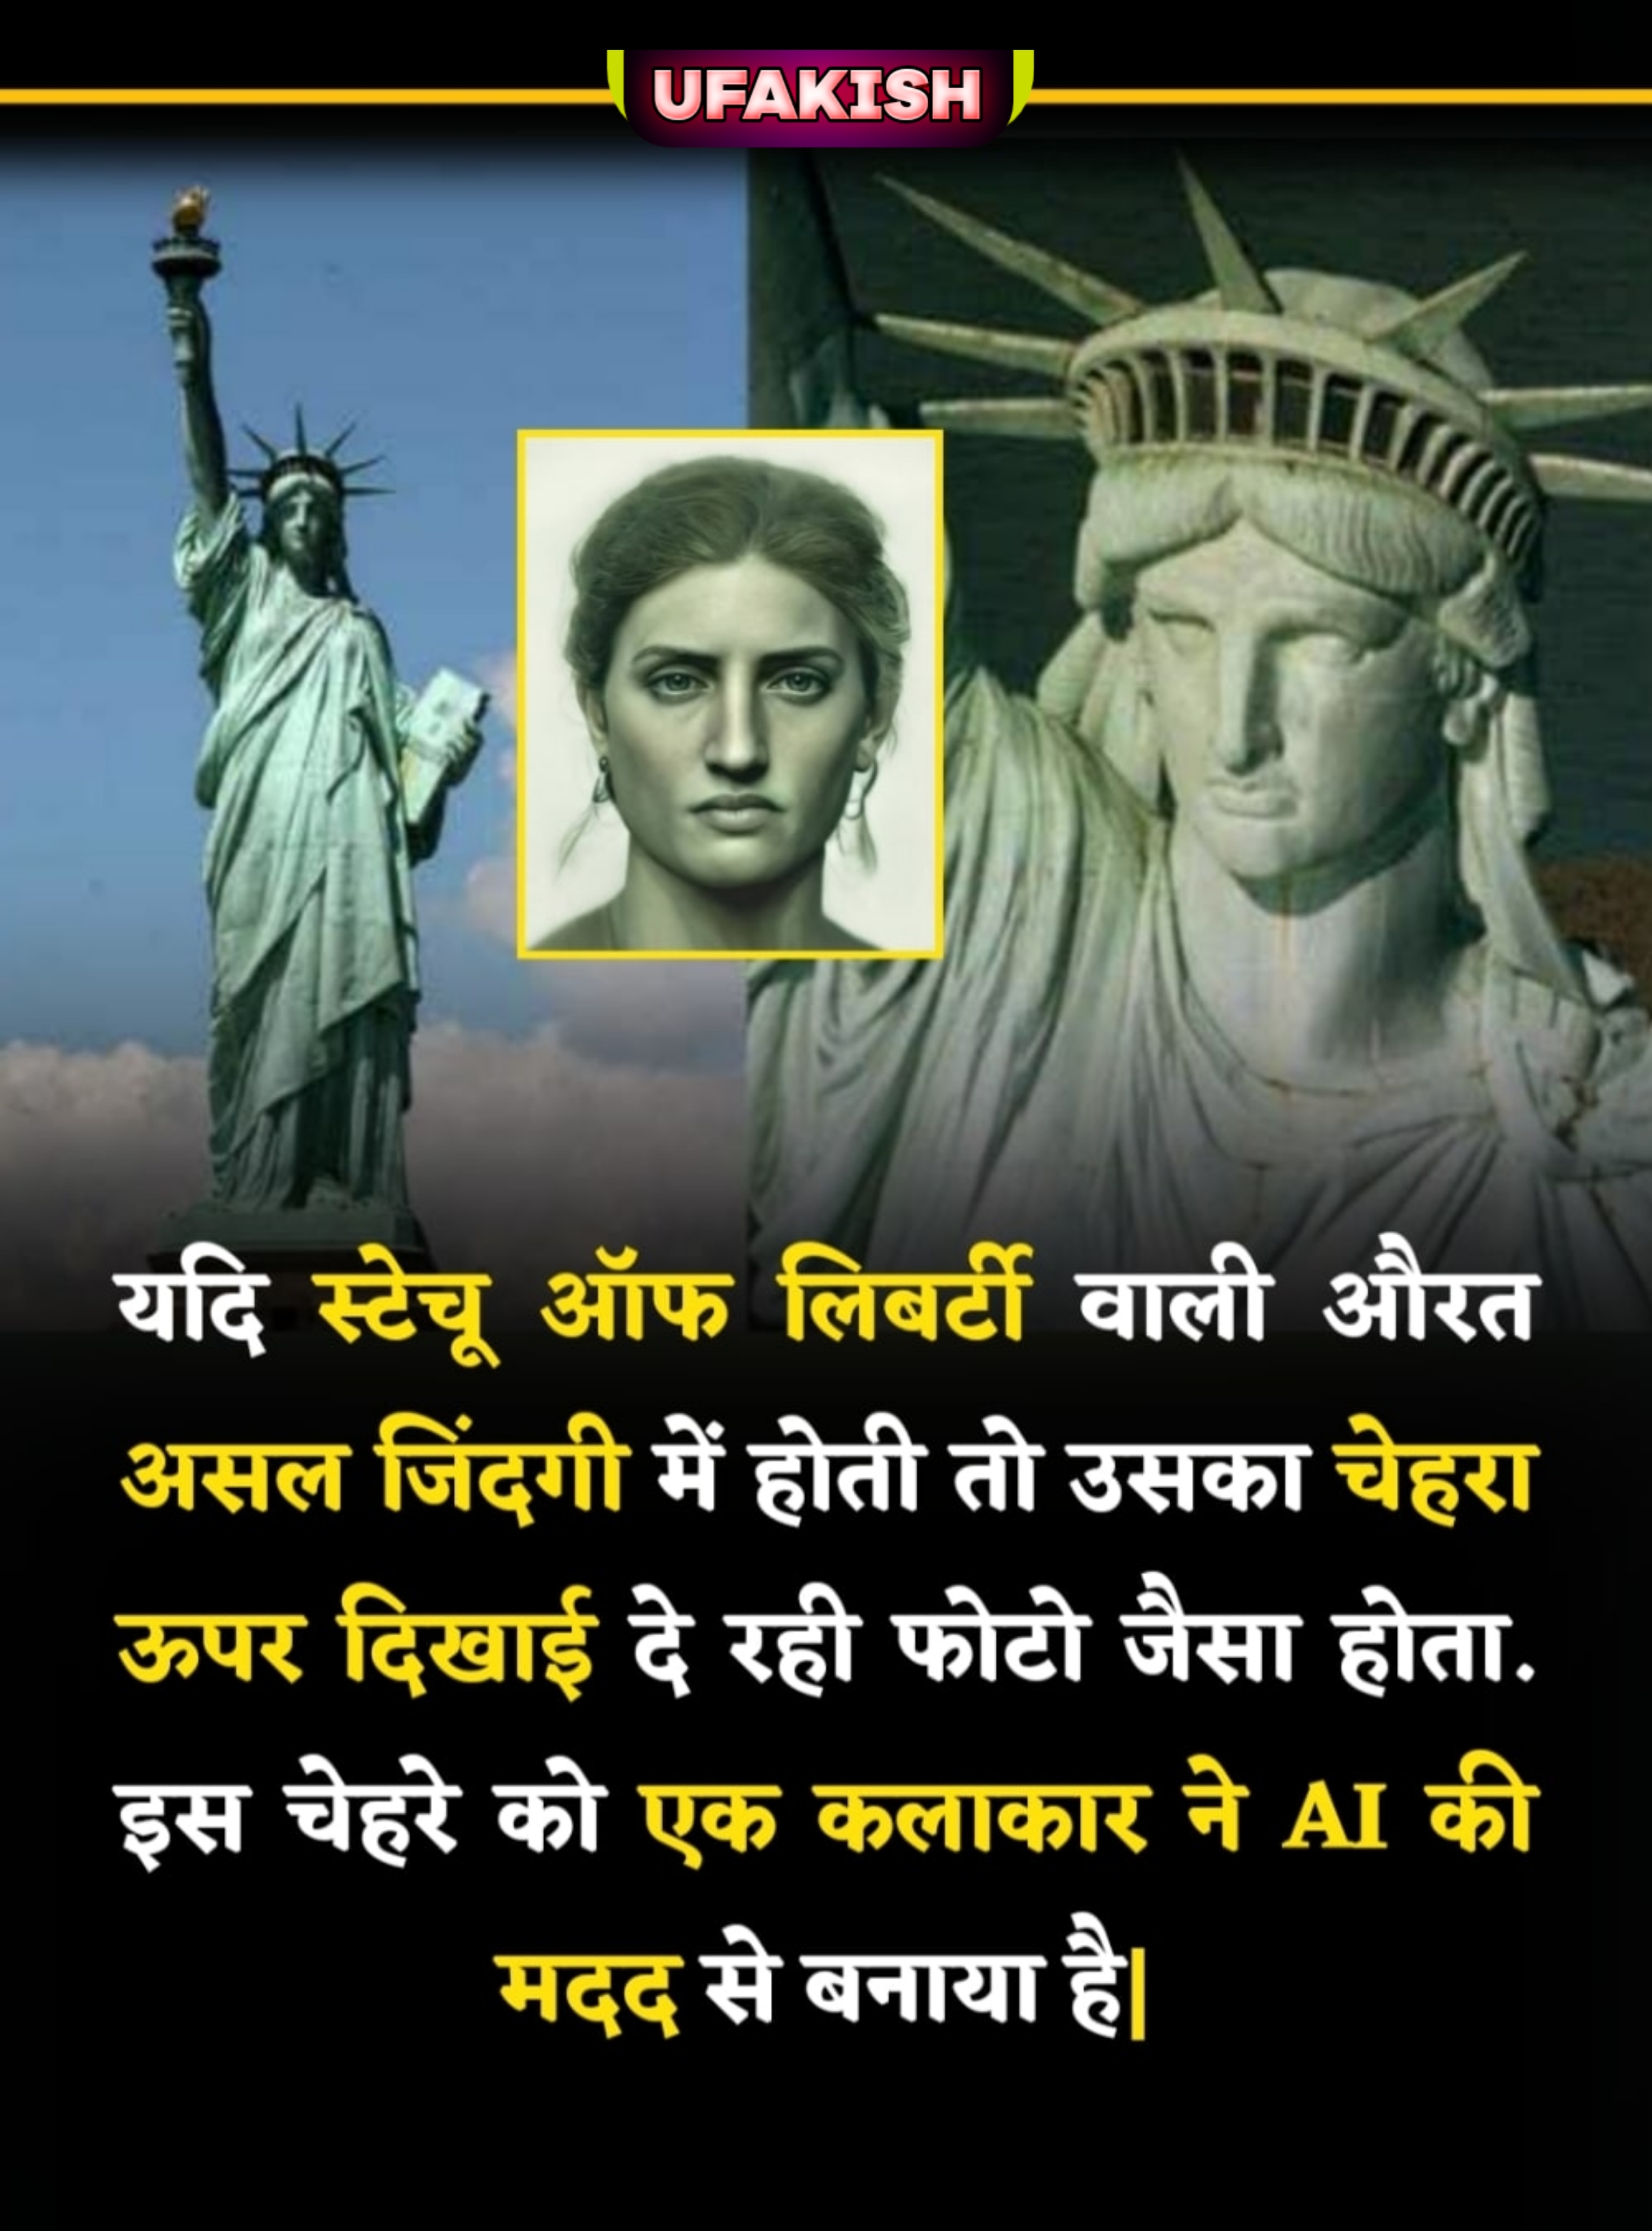 UFAKISH
यदि स्टेचू ऑफ लिबर्टी वाली औरत
असल जिंदगी में होती तो उसका चेहरा
ऊपर दिखाई दे रही फोटो जैसा होता.
इस चेहरे को एक कलाकार ने AI की
मदद से बनाया है|